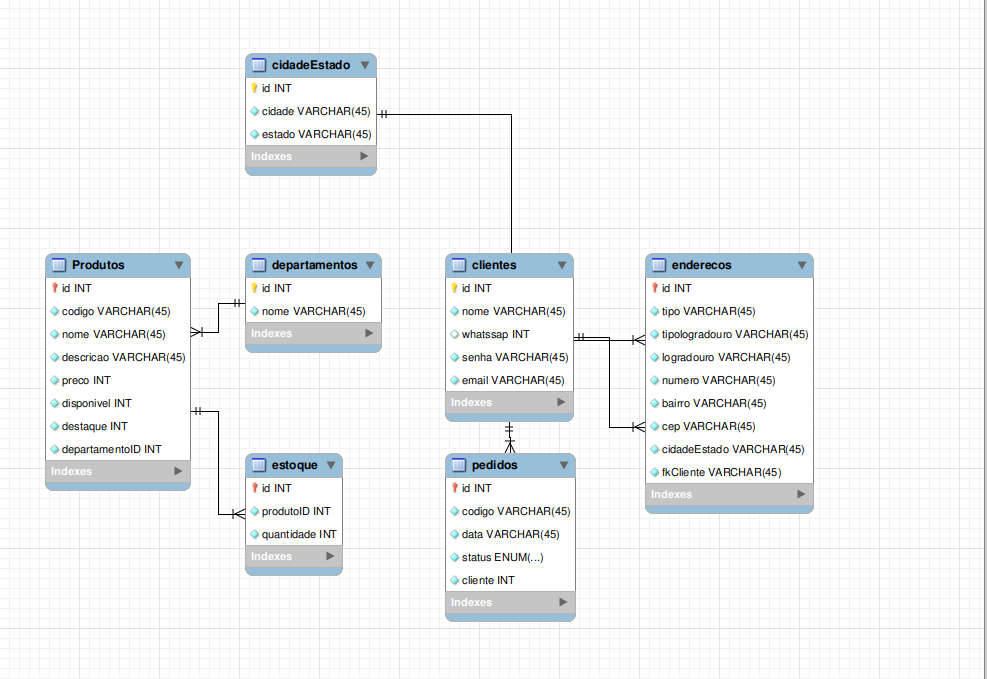 cidadeEstado
id INT
cidade VARCHAR(45)
estado VARCHAR(45)
Indexes
Produtos
id INT
codigo VARCHAR(45)
nome VARCHAR(45)
descricao VARCHAR(45)
preco INT
disponivel INT
destaque INT
departamentoID INT
Indexes
departamentos
id INT
nome VARCHAR(45)
Indexes
clientes
id INT
nome VARCHAR(45)
whatssap INT
senha VARCHAR(45)
email VARCHAR(45)
Indexes
enderecos
id INT
tipo VARCHAR(45)
tipologradouro VARCHAR(45)
logradouro VARCHAR(45)
numero VARCHAR(45)
bairro VARCHAR(45)
cep VARCHAR(45)
cidadeEstado VARCHAR(45)
fkCliente VARCHAR(45)
Indexes
estoque
id INT
produtoID INT
quantidade INT
Indexes
pedidos
id INT
codigo VARCHAR(45)
data VARCHAR(45)
status ENUM(...)
cliente INT
Indexes